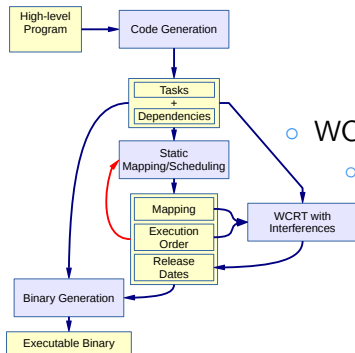 High-level
Program
Code Generation
Tasks
+
Dependencies
Static
Mapping/Scheduling
Mapping
Execution
Order
Release
Dates
WCRT with
Interferences
Binary Generation
Executable Binary